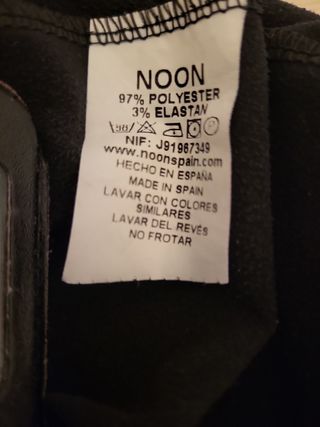 NOON
97% POLYESTER
3% ELASTAN
NIF: J91987349
www.noonspain.com
HECHO EN ESPAÑA
MADE IN SPAIN
LAVAR CON COLORES
SIMILARES
LAVAR DEL REVÉS
NO FROTAR